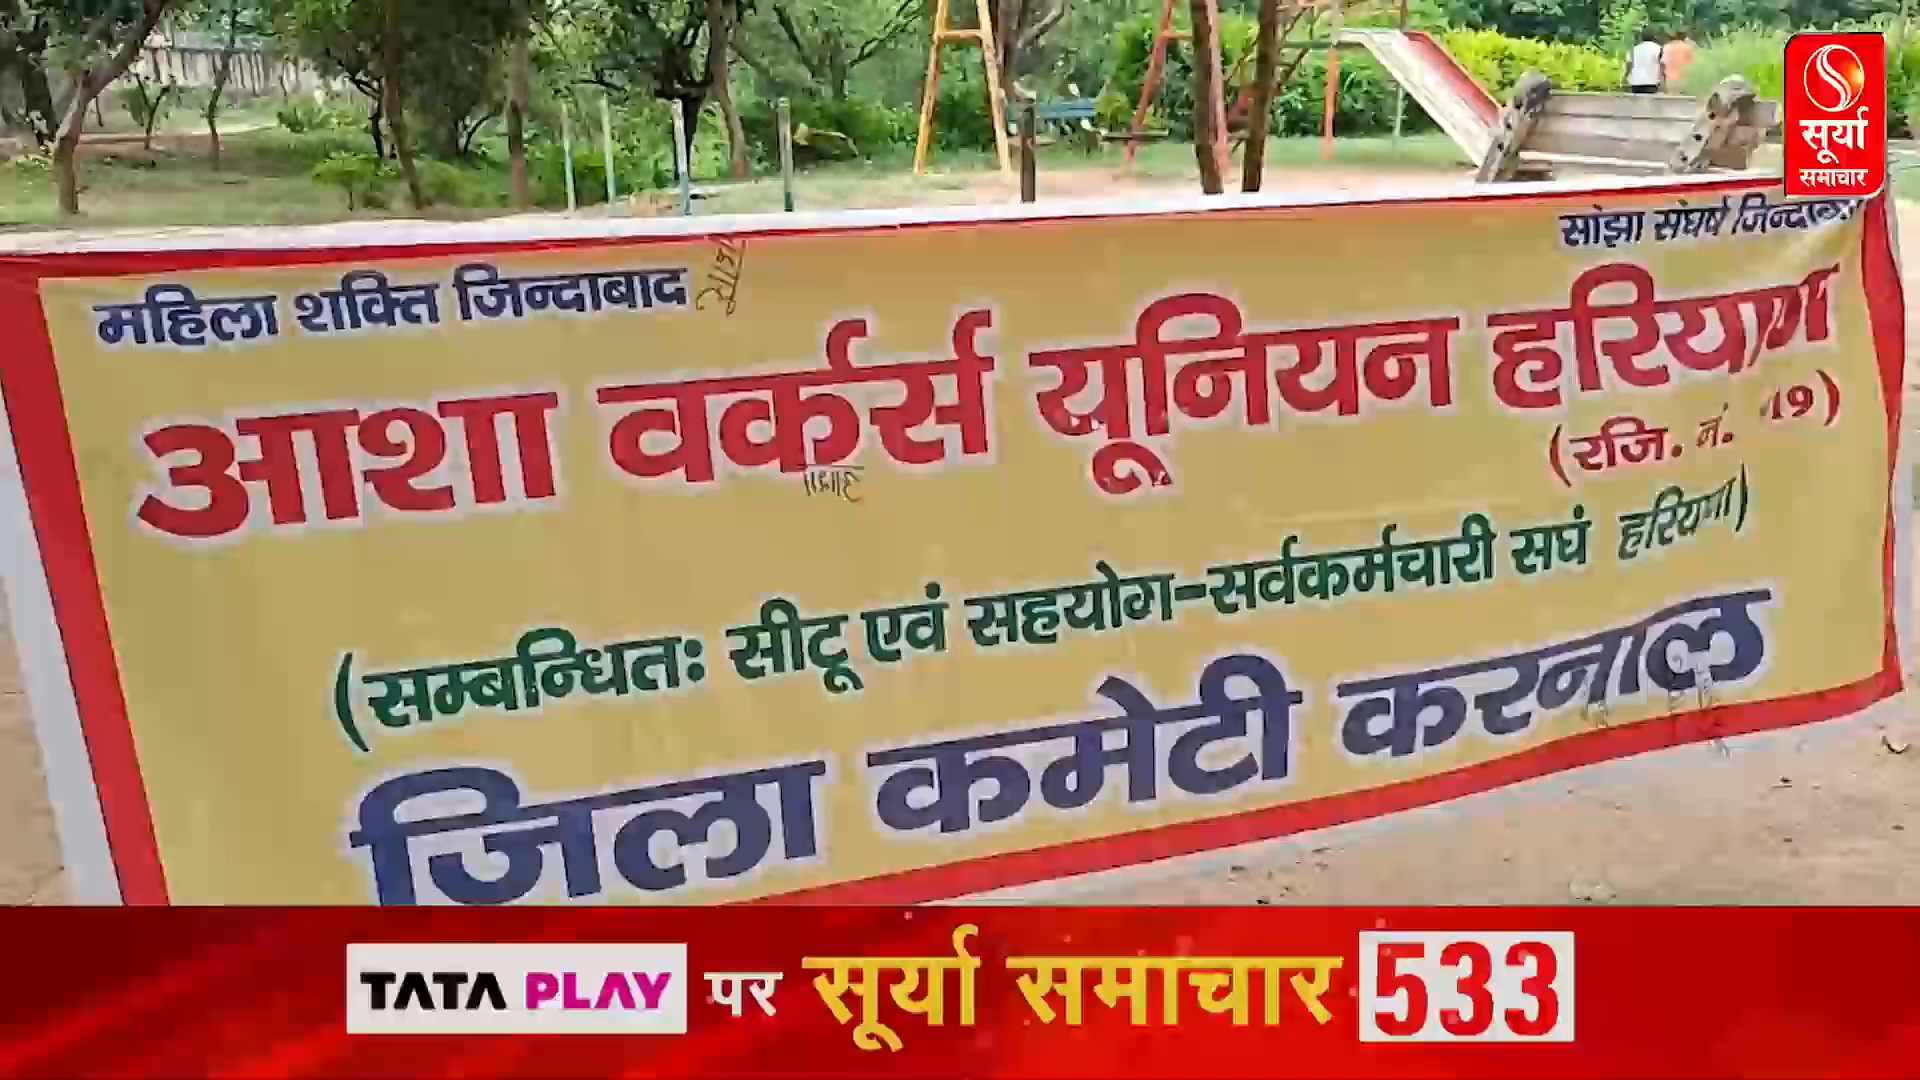 सूर्या
समाचार
सांझा संघर्ष
महिला शक्ति जिन्दाबाद
आशा वर्कर्स यूनियन हरियाणा
(रजि. नं. 19)
(सम्बन्धितः सीटू एवं सहयोग-सर्वकर्मचारी सघं हरियाणा)
जिला कमेटी करनाल
TATA PLAY पर सूर्या समाचार 533